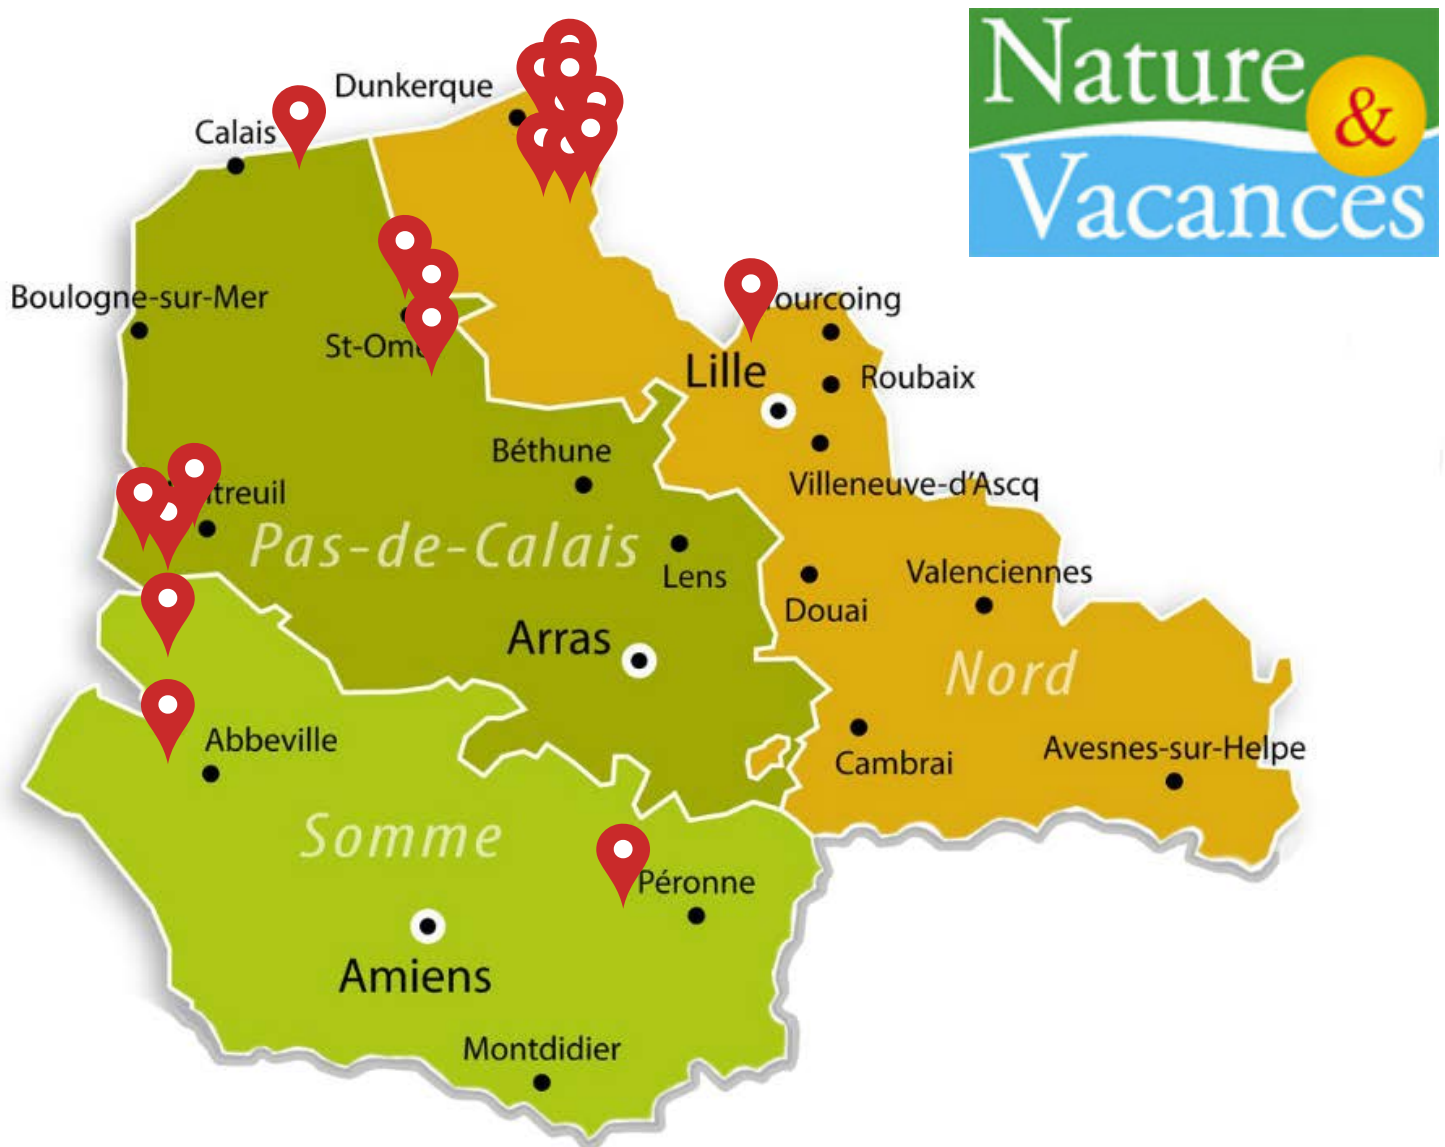 Nature
&
Vacances
Dunkerque
Calais
Boulogne-sur-Mer
St-Ome
ourcoing
Lille
Roubaix
Béthune
Villeneuve-d'Ascq
treuil
Pas-de-Calais
Lens
Valenciennes
Douai
Arras
Nord
Abbeville
Cambrai
Avesnes-sur-Helpe
Somme
Péronne
Amiens
Montdidier